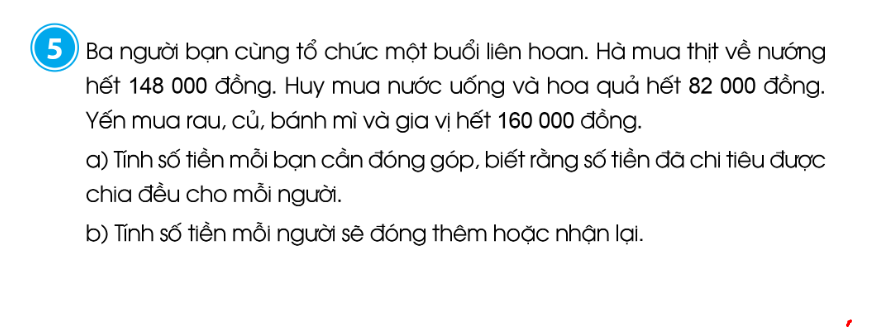 5 Ba người bạn cùng tổ chức một buổi liên hoan. Hà mua thịt về nướng
hết 148 000 đồng. Huy mua nước uống và hoa quả hết 82 000 đồng.
Yến mua rau, củ, bánh mì và gia vị hết 160 000 đồng.
a) Tính số tiền mỗi bạn cần đóng góp, biết rằng số tiền đã chi tiêu được
chia đều cho mỗi người.
b) Tính số tiền mỗi người sẽ đóng thêm hoặc nhận lại.